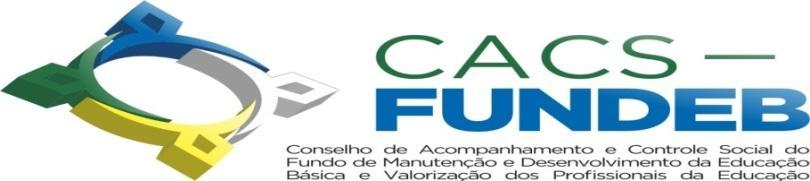 CACS —
FUNDEB
Conselho de Acompanhamento e Controle Social do
Fundo de Manutenção e Desenvolvimento da Educação
Básica e Valorização dos Profissionais da Educação